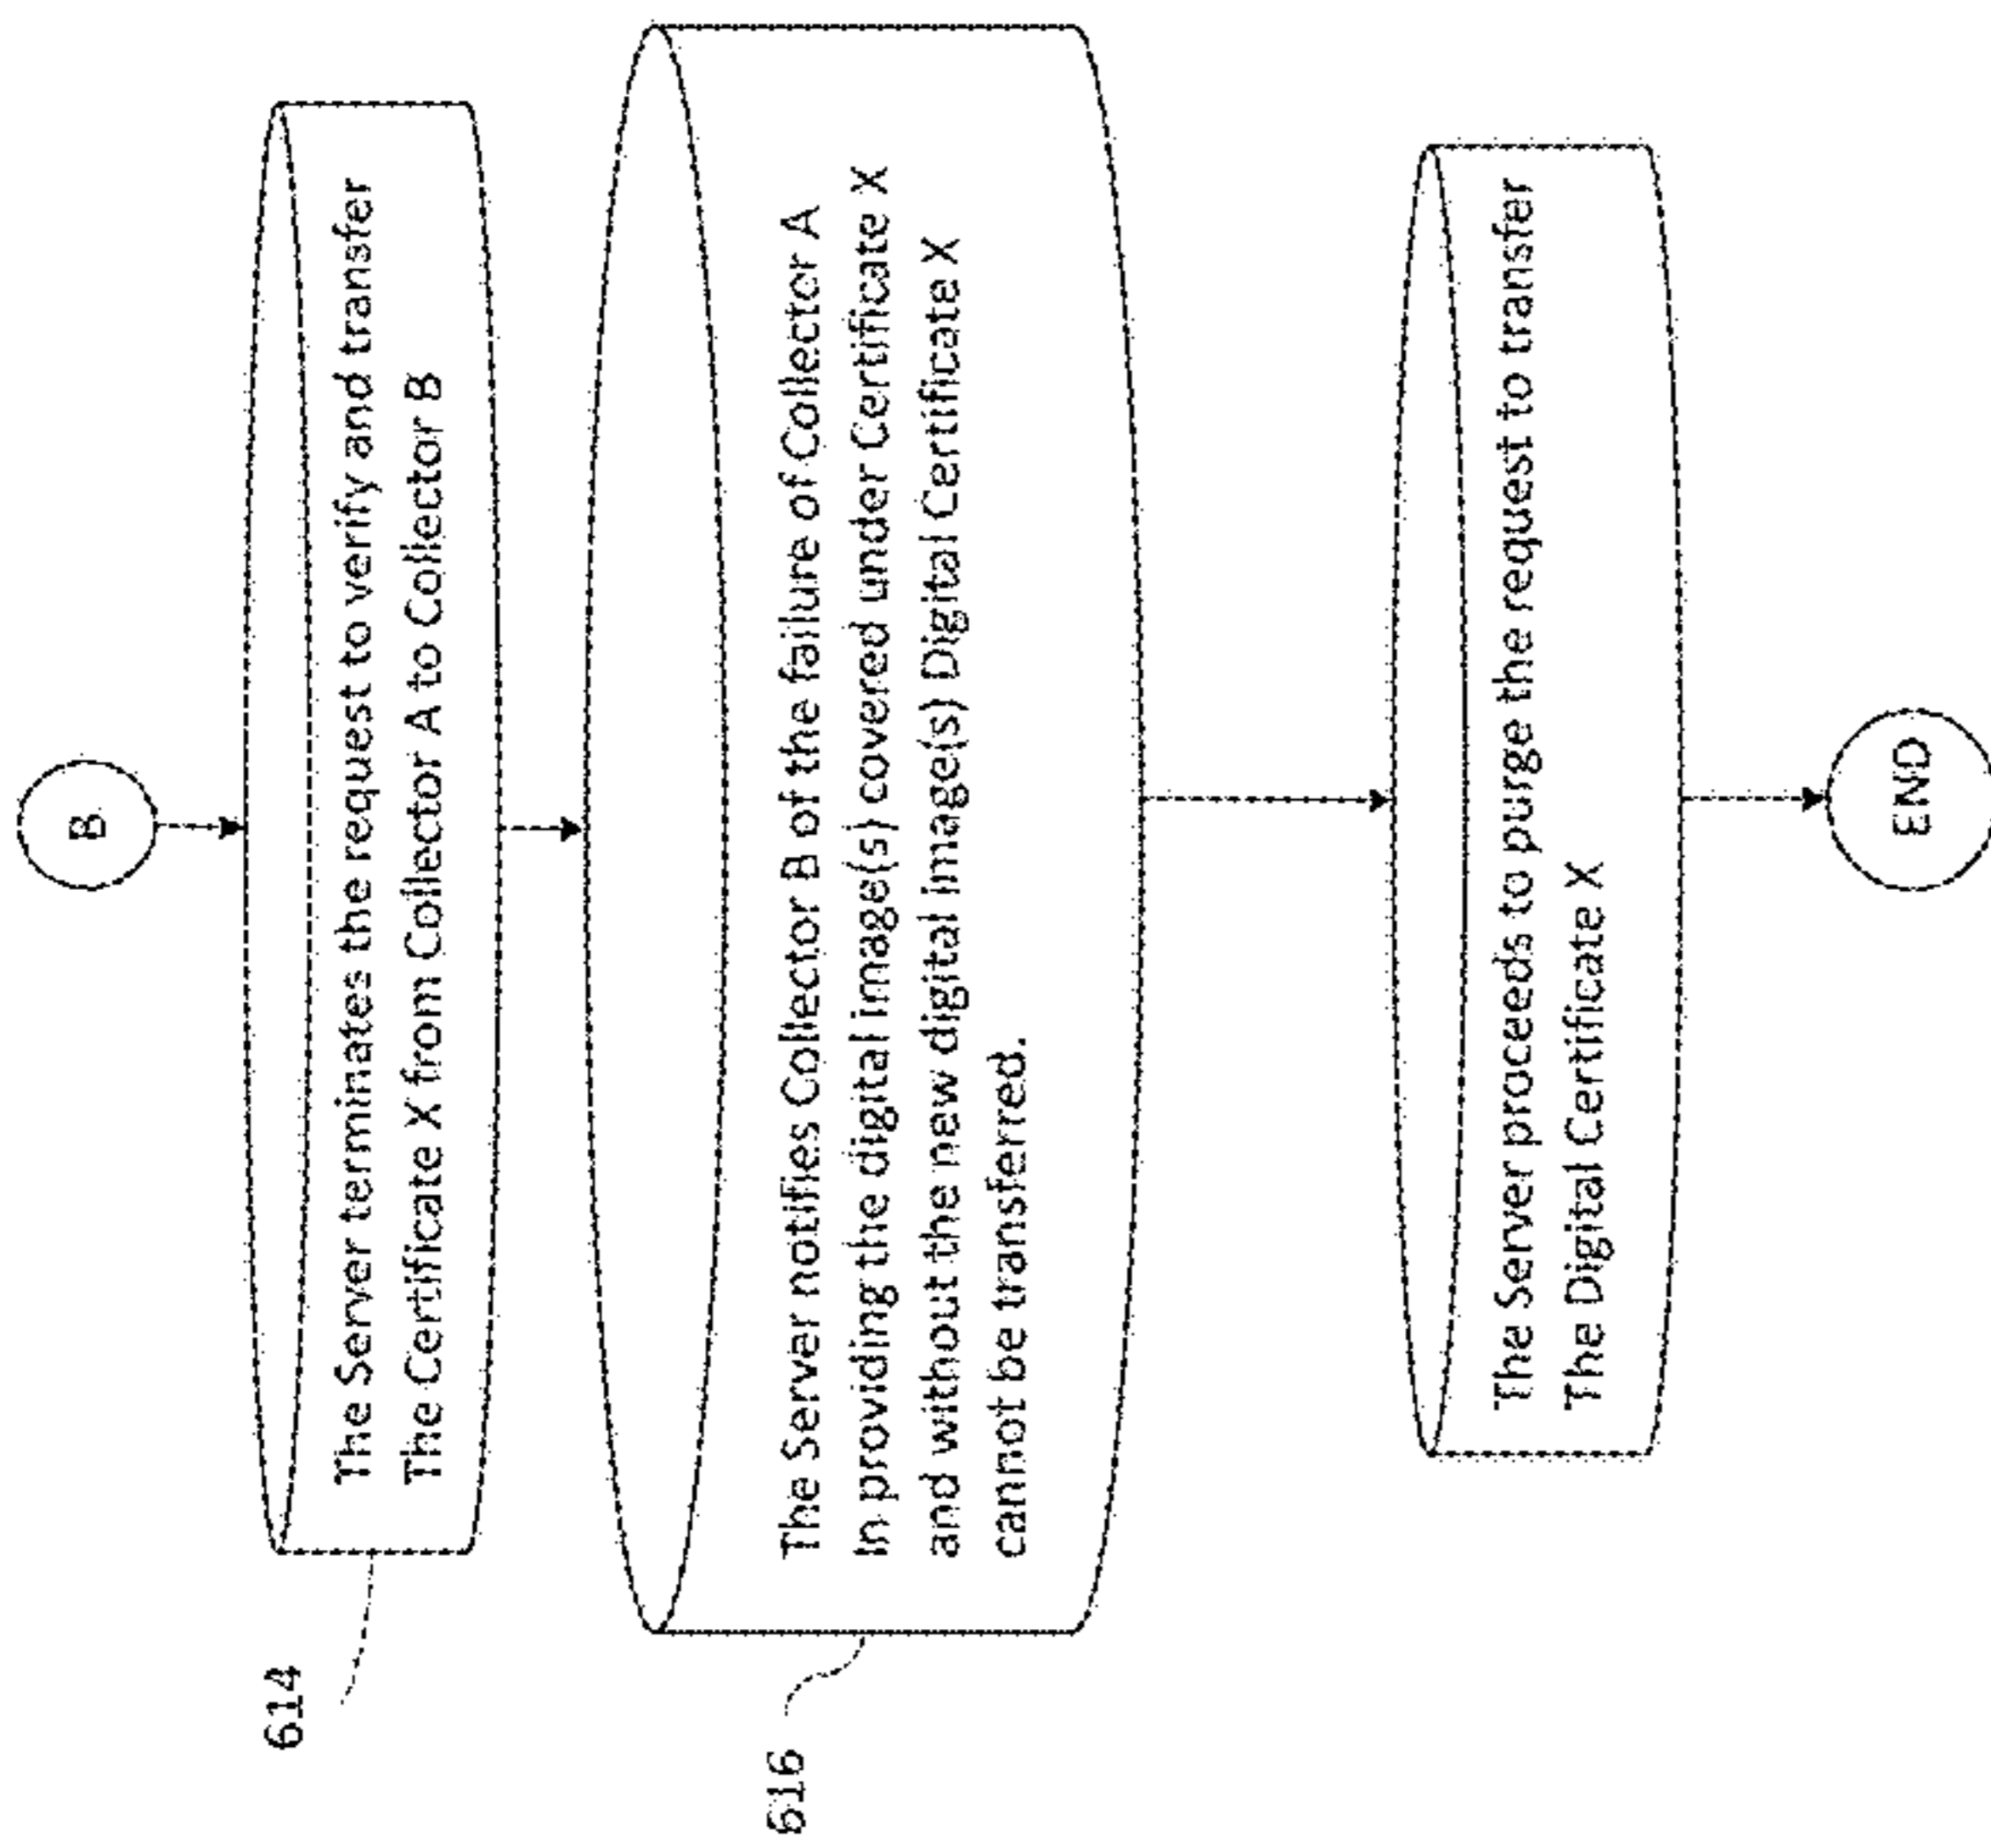 B
614
The Server terminates the request to verify and transfer
The Certificate X from Collector A to Collector B
616
The Server notifies Collector B of the failure of Collector A
In providing the digital image(s) covered under Certificate X
and without the new digital image(s) Digital Certificate X
cannot be transferred.
The Server proceeds to purge the request to transfer
The Digital Certificate X
END